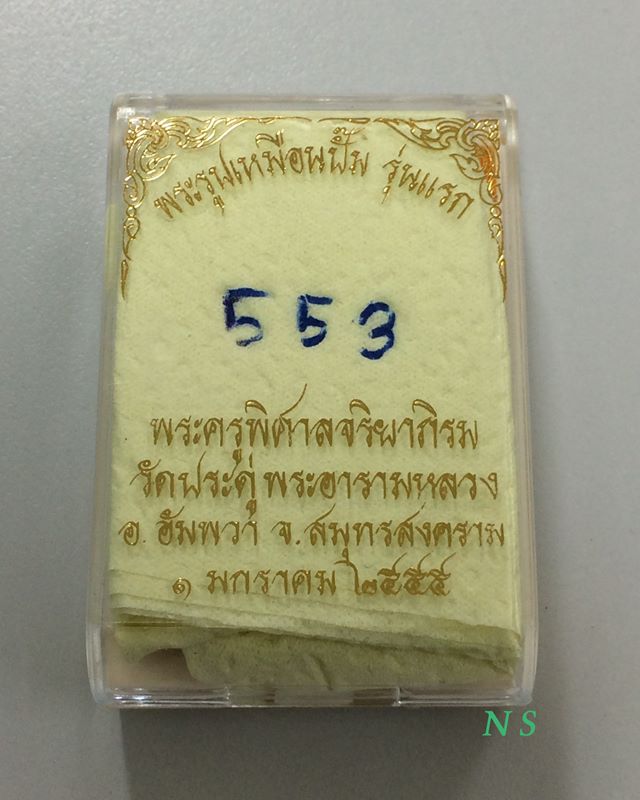 พระรูปเหมือนปั้ม รุ่นแรก
553
พระครูพิศาลจริยาภิรม
วัดประดู่ พระอารามหลวง
อ. อัมพวา จ. สมุทรสงคราม
๑ มกราคม ๒๕๕๕
N S